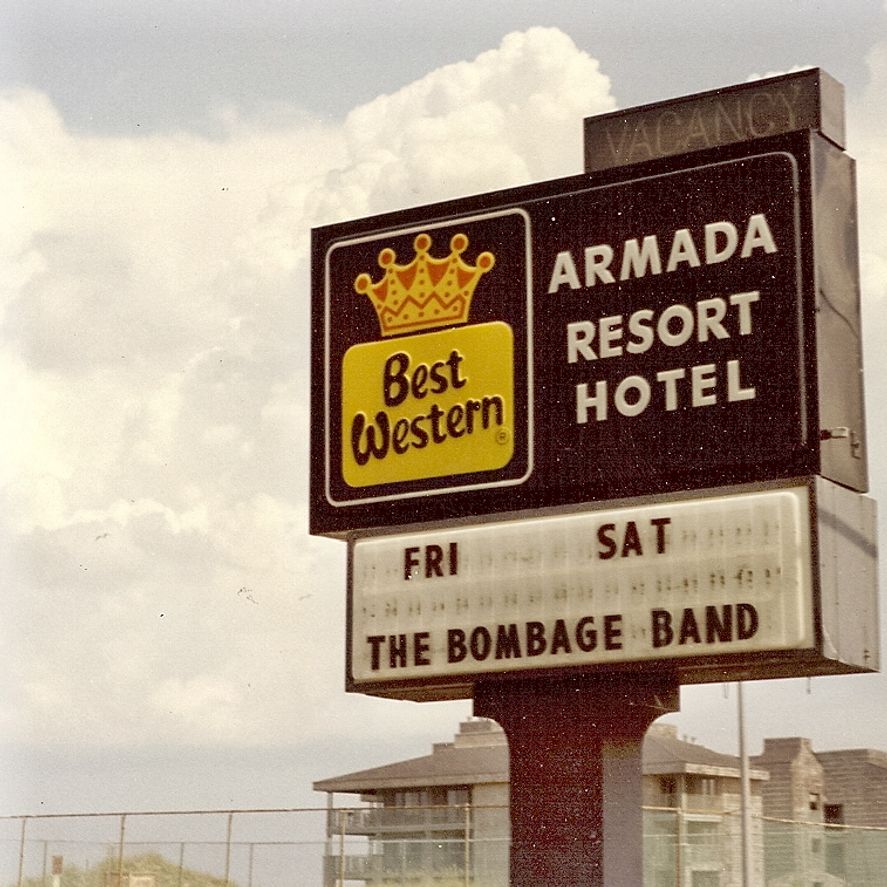 VACANCY
ARMADA
RESORT
HOTEL
Best
Western®
FRI SAT
THE BOMBAGE BAND